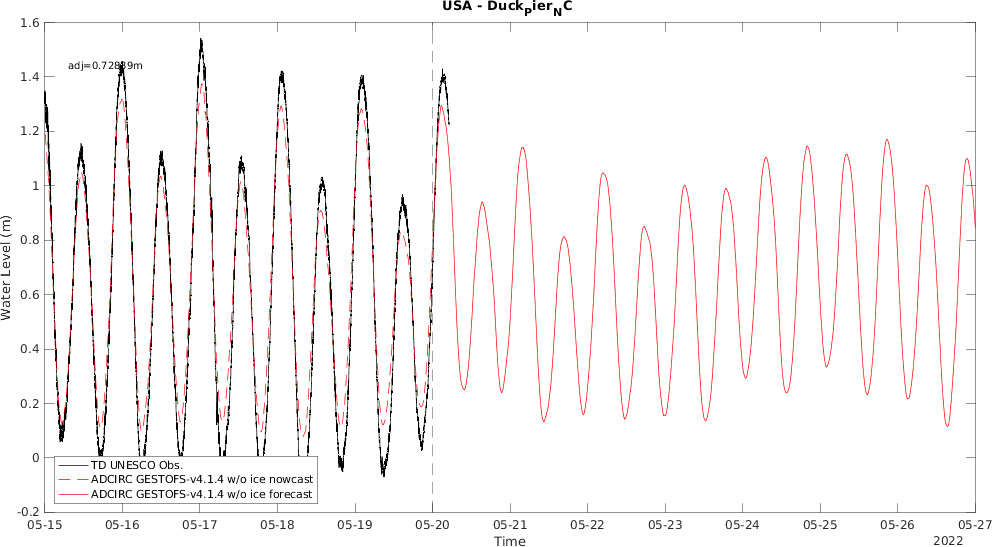 USA - Duck_Pier_NC
adj=0.72839m
Water Level (m)
1.6
1.4
1.2
1
0.8
0.6
0.4
0.2
0
-0.2
TD UNESCO Obs.
ADCIRC GESTOFS-v4.1.4 w/o ice nowcast
ADCIRC GESTOFS-v4.1.4 w/o ice forecast
05-15 05-16 05-17 05-18 05-19 05-20 05-21 05-22 05-23 05-24 05-25 05-26 05-27
Time
2022